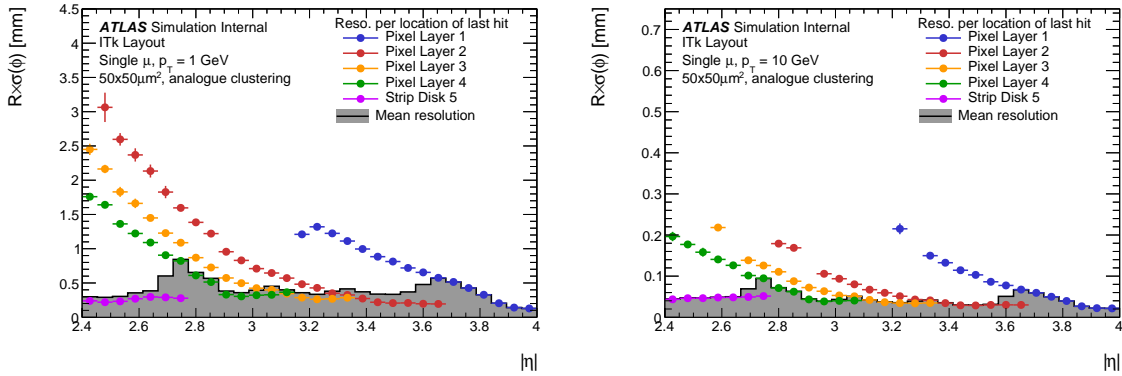 R×σ(ϕ) [mm]
4.5
4
3.5
3
2.5
2
1.5
1
0.5
0
ATLAS Simulation Internal
ITk Layout
Single μ, p_T = 1 GeV
50x50μm², analogue clustering
Reso. per location of last hit
Pixel Layer 1
Pixel Layer 2
Pixel Layer 3
Pixel Layer 4
Strip Disk 5
Mean resolution
2.4 2.6 2.8 3 3.2 3.4 3.6 3.8 4
|η|
R×σ(ϕ) [mm]
0.7
0.6
0.5
0.4
0.3
0.2
0.1
0
ATLAS Simulation Internal
ITk Layout
Single μ, p_T = 10 GeV
50x50μm², analogue clustering
Reso. per location of last hit
Pixel Layer 1
Pixel Layer 2
Pixel Layer 3
Pixel Layer 4
Strip Disk 5
Mean resolution
2.4 2.6 2.8 3 3.2 3.4 3.6 3.8 4
|η|